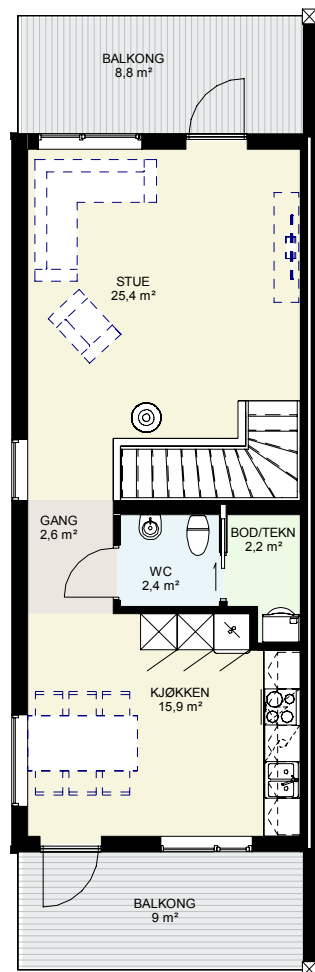 BALKONG
8,8 m²
STUE
25,4 m²
GANG
2,6 m²
BOD/TEKN
2,2 m²
WC
2,4 m²
KJØKKEN
15,9 m²
BALKONG
9 m²